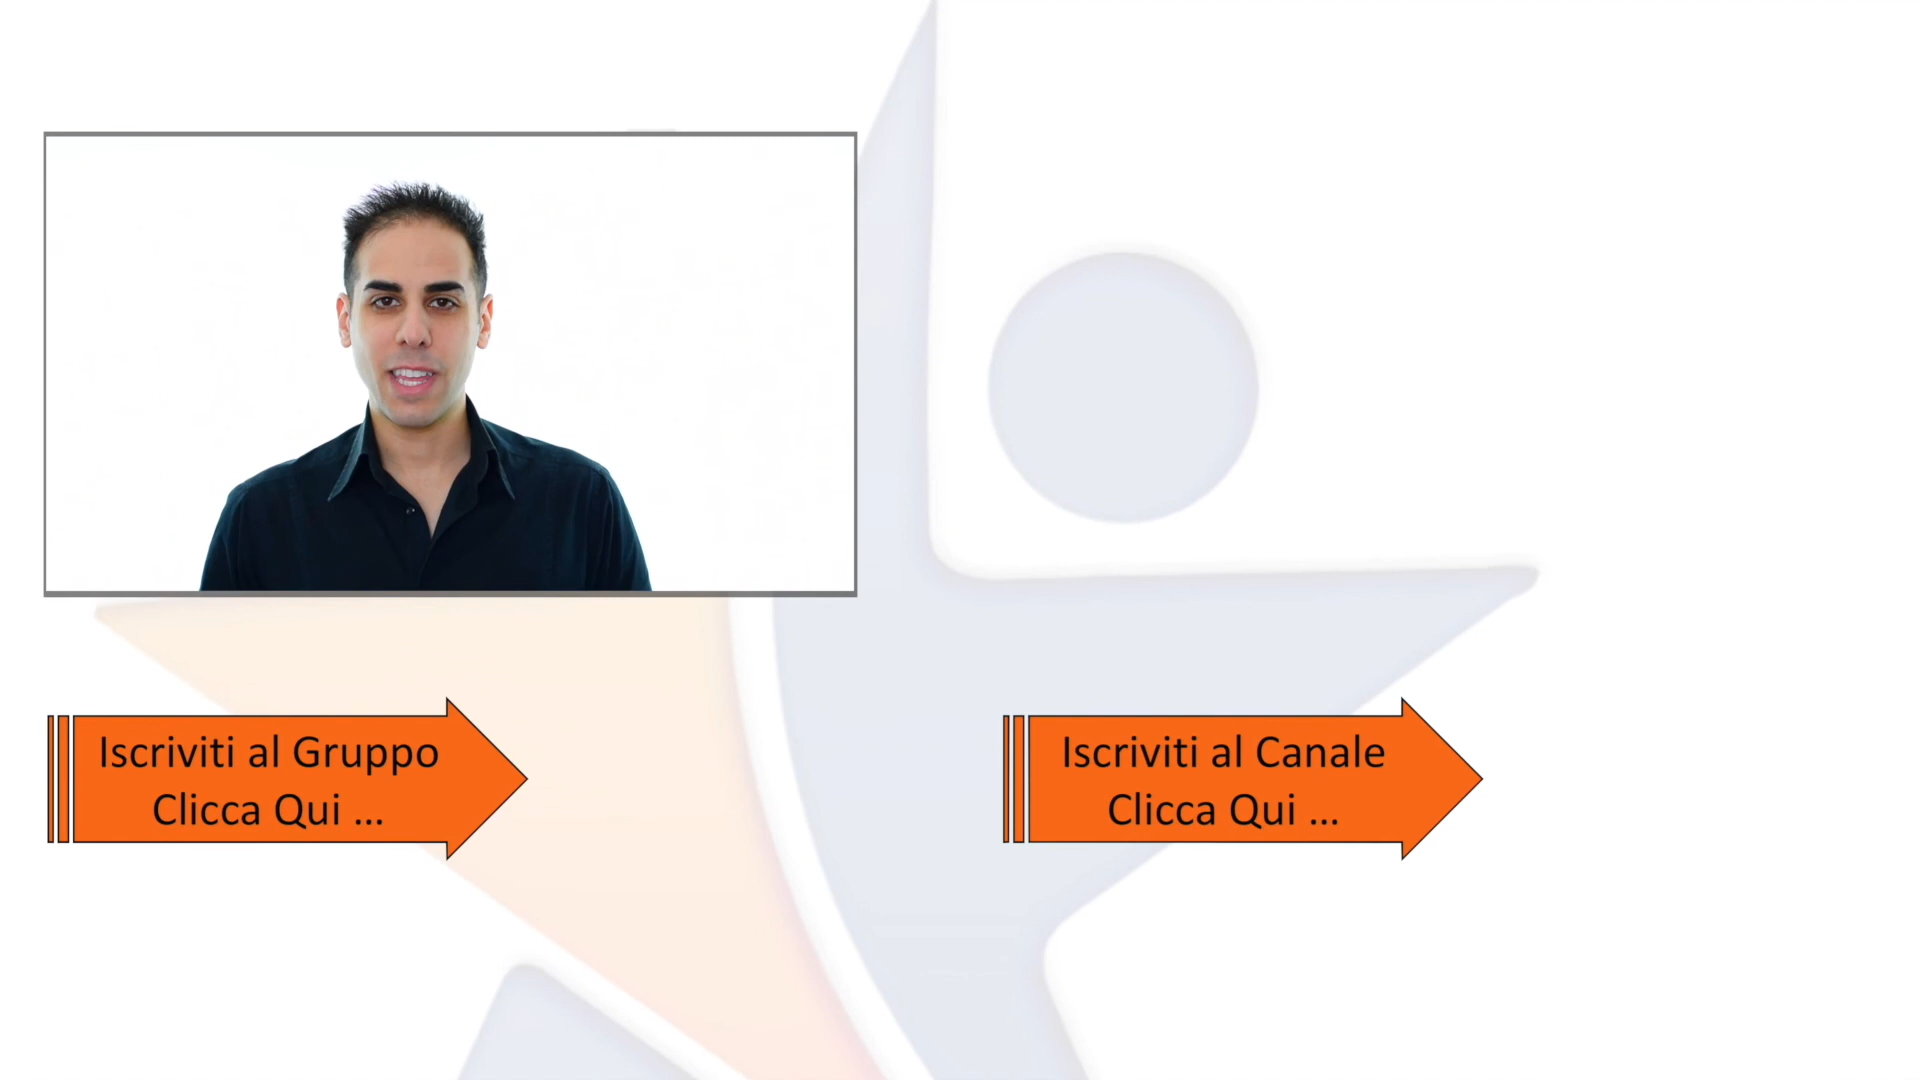 Iscriviti al Gruppo
Clicca Qui ...
Iscriviti al Canale
Clicca Qui ...